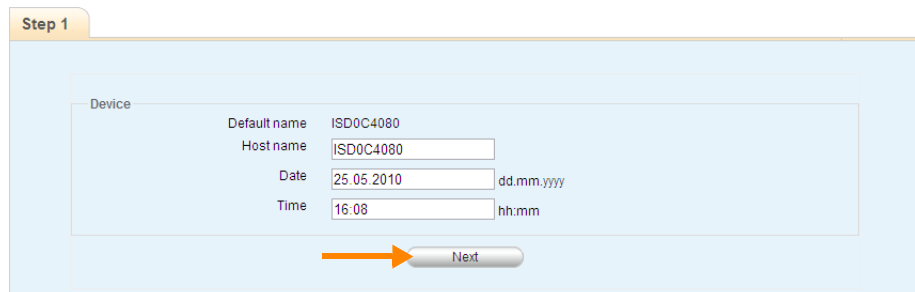 Step 1
Device
Default name ISD0C4080
Host name ISD0C4080
Date 25.05.2010 dd.mm.yyyy
Time 16:08 hh:mm
Next